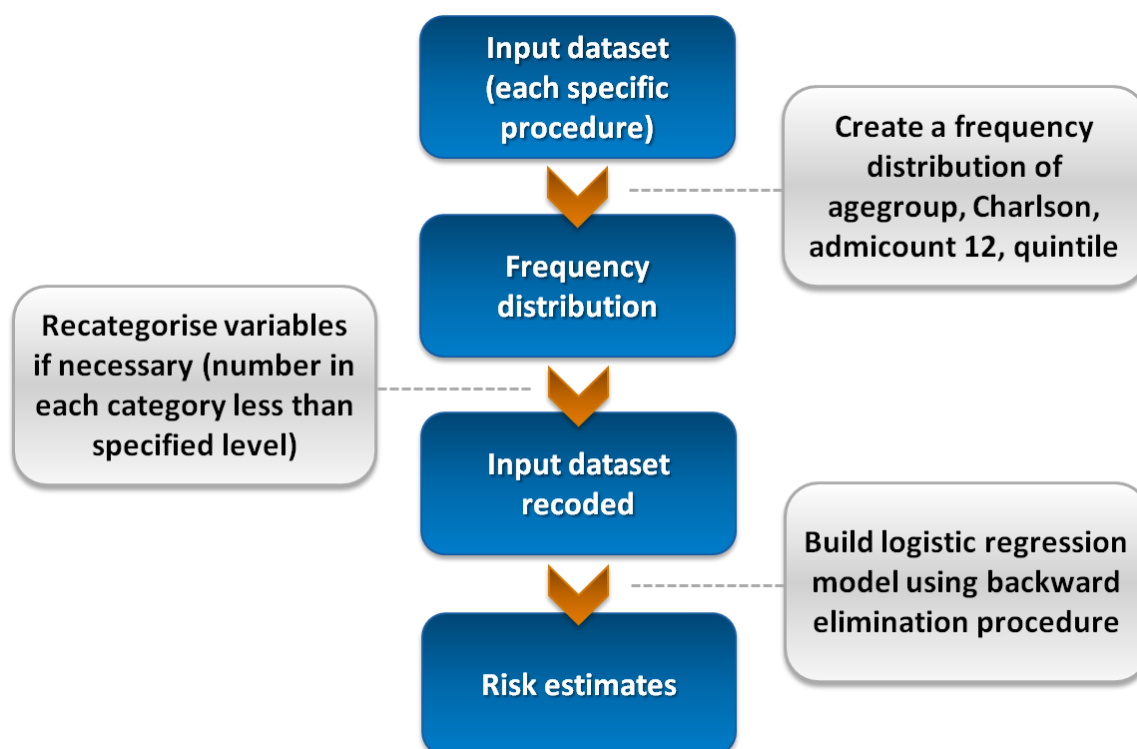 Input dataset
(each specific
procedure)
Create a frequency
distribution of
agegroup, Charlson,
admicount 12, quintile
Frequency
distribution
Recategorise variables
if necessary (number in
each category less than
specified level)
Input dataset
recoded
Build logistic regression
model using backward
elimination procedure
Risk estimates